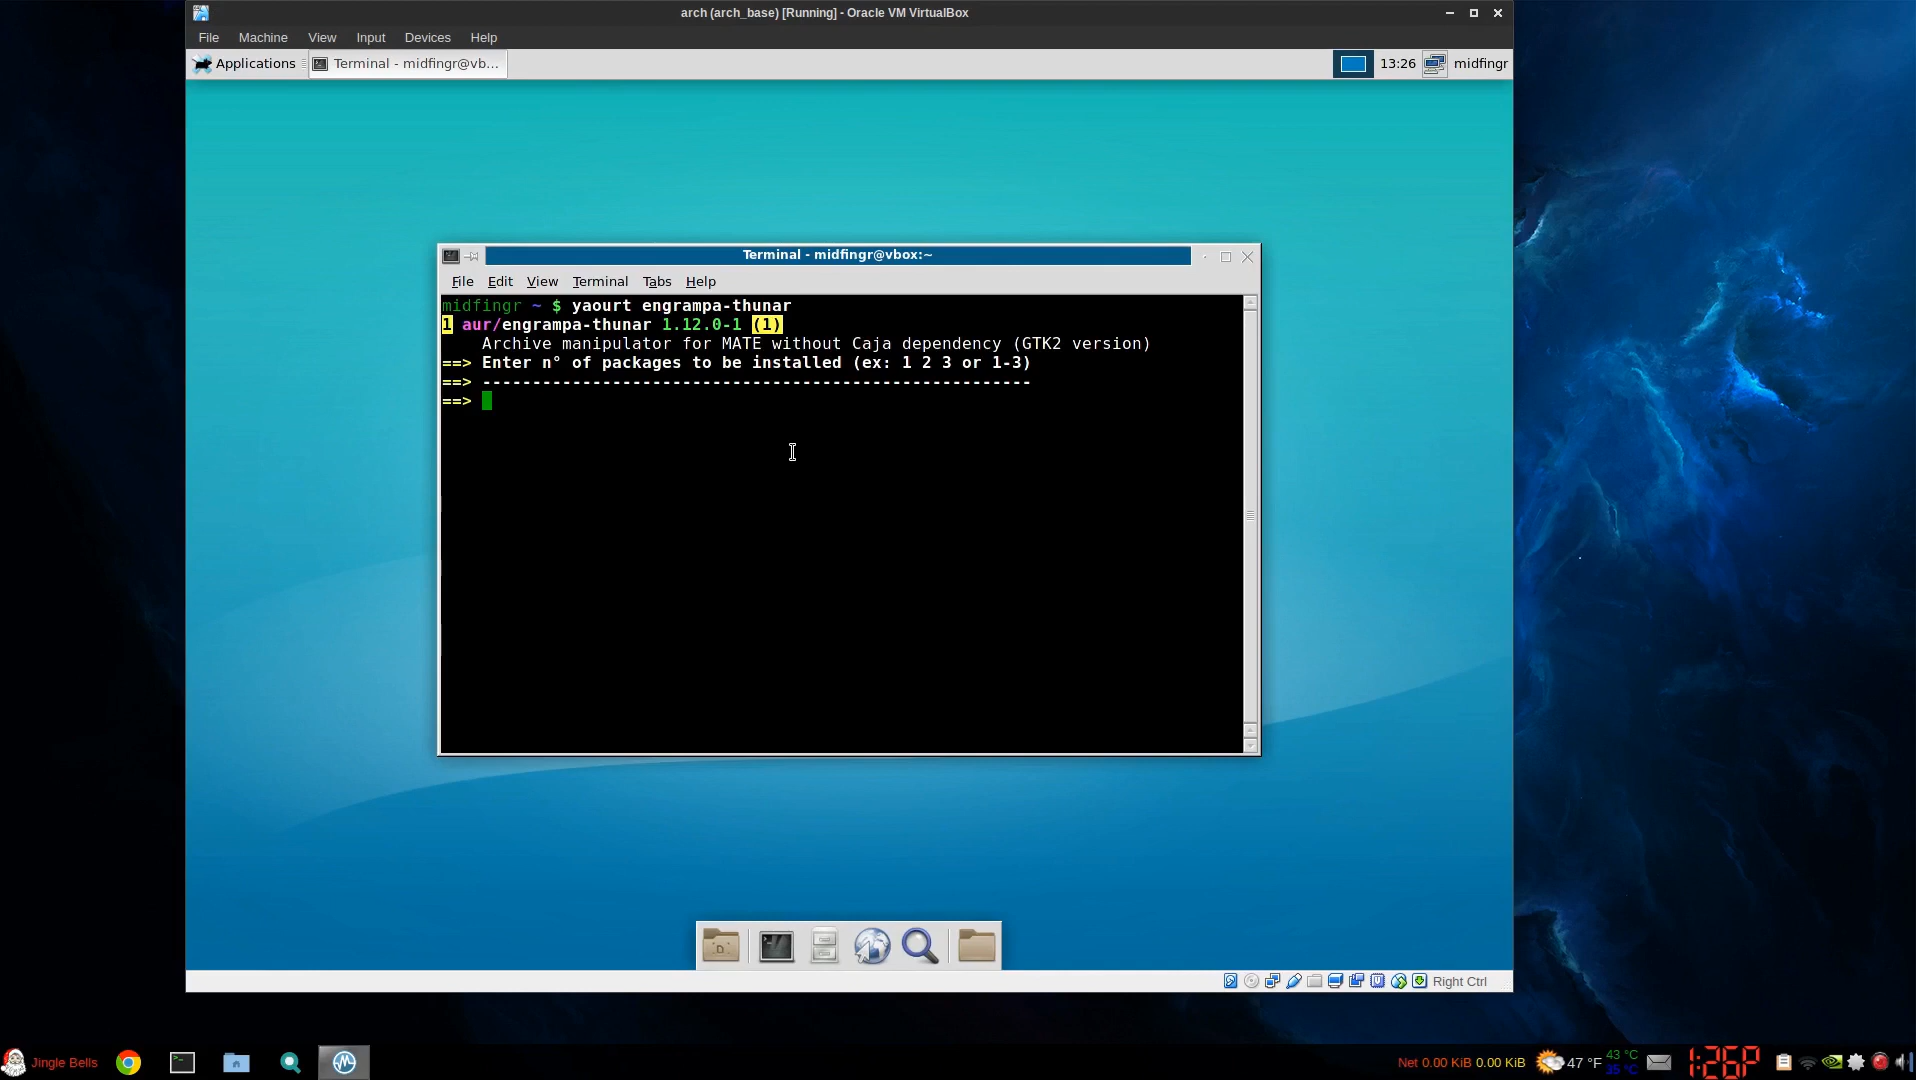 arch (arch_base) [Running] - Oracle VM VirtualBox
File Machine View Input Devices Help
Applications Terminal - midfingr@vb... 13:26 midfingr
Terminal - midfingr@vbox:~
File Edit View Terminal Tabs Help
midfingr ~ $ yaourt engrampa-thunar
1 aur/engrampa-thunar 1.12.0-1 (1)
Archive manipulator for MATE without Caja dependency (GTK2 version)
==> Enter n° of packages to be installed (ex: 1 2 3 or 1-3)
==> -------------------------------------------------------
==>
Right Ctrl
Jingle Bells Net 0.00 KiB 0.00 KiB 47 °F 43 °C 35 °C 1:26P